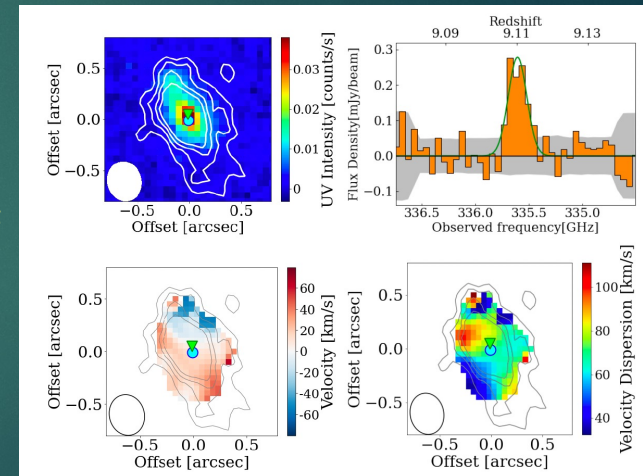 Redshift
9.09 9.11 9.13
0.5
0.0
−0.5
Offset [arcsec]
−0.5 0.0 0.5
Offset [arcsec]
0.03
0.02
0.01
0
UV Intensity [counts/s]
0.3
0.2
0.1
0.0
−0.1
Flux Density[mJy/beam]
336.5 336.0 335.5 335.0
Observed frequency[GHz]
0.5
0.0
−0.5
Offset [arcsec]
−0.5 0.0 0.5
Offset [arcsec]
60
40
20
0
-20
-40
-60
Velocity [km/s]
0.5
0.0
−0.5
Offset [arcsec]
−0.5 0.0 0.5
Offset [arcsec]
100
80
60
40
Velocity Dispersion [km/s]